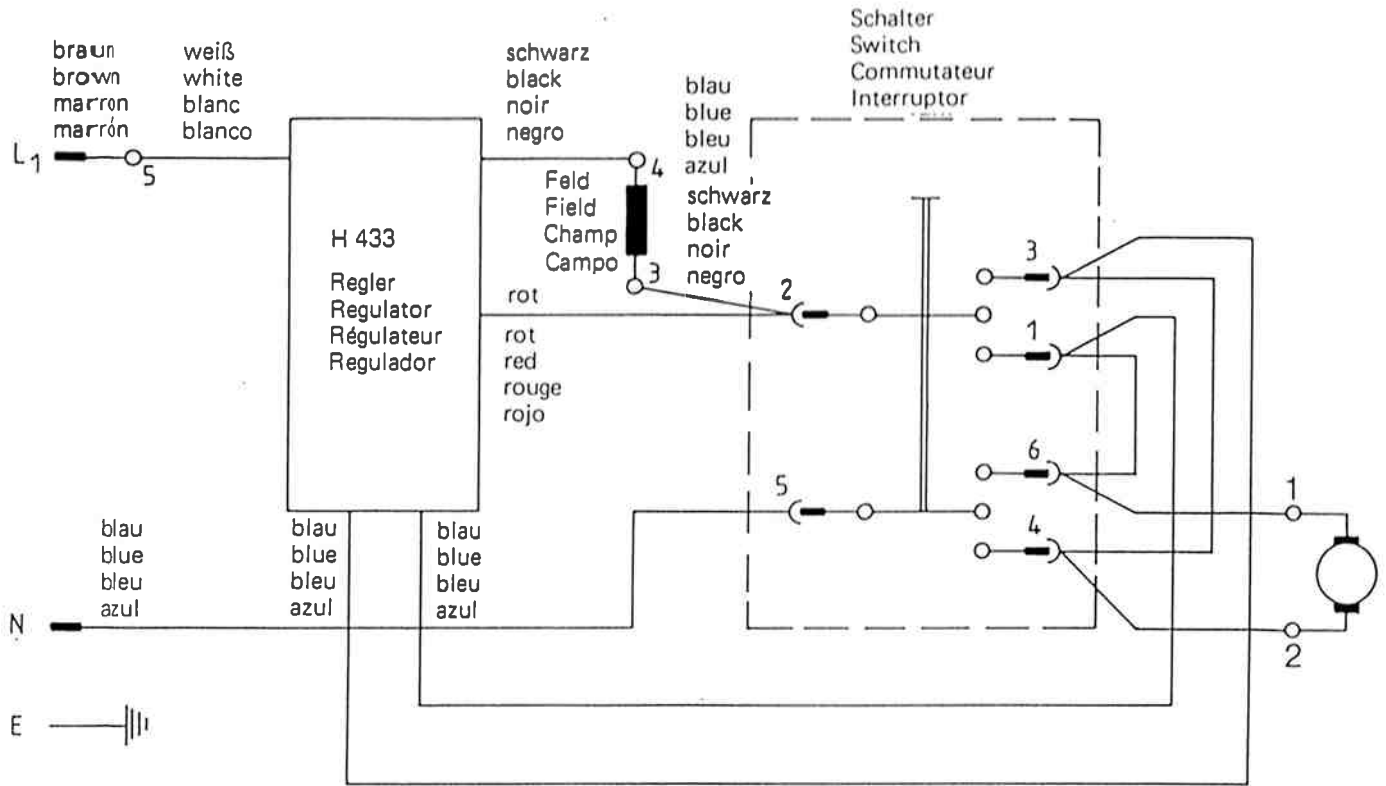 Schalter
Switch
Commutateur
Interruptor
braun
brown
marron
marrón
weiß
white
blanc
blanco
schwarz
black
noir
negro
blau
blue
bleu
azul
L1
5
4
Feld
Field
Champ
Campo
3
schwarz
black
noir
negro
H 433
Regler
Regulator
Régulateur
Regulador
rot
rot
red
rouge
rojo
2
3
1
6
5
4
1
2
blau
blue
bleu
azul
blau
blue
bleu
azul
blau
blue
bleu
azul
N
E